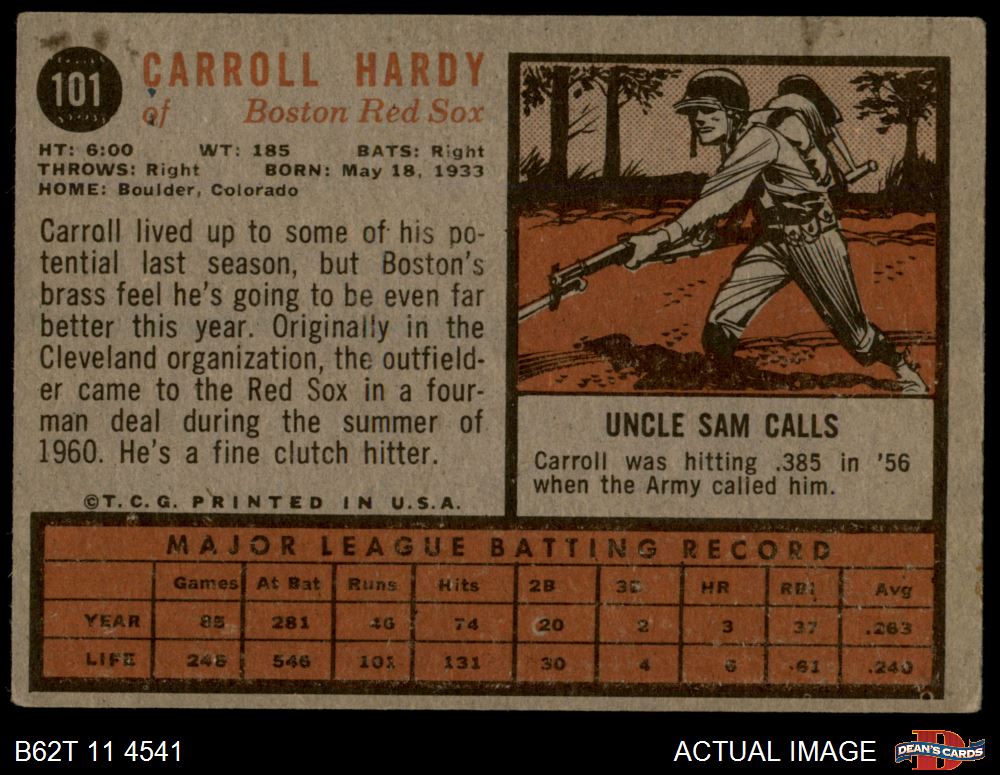 101
CARROLL HARDY
of Boston Red Sox
HT: 6:00 WT: 185 BATS: Right
THROWS: Right BORN: May 18, 1933
HOME: Boulder, Colorado
Carroll lived up to some of his po-
tential last season, but Boston's
brass feel he's going to be even far
better this year. Originally in the
Cleveland organization, the outfield-
er came to the Red Sox in a four-
man deal during the summer of
1960. He's a fine clutch hitter.
©T.C.G. PRINTED IN U.S.A.
UNCLE SAM CALLS
Carroll was hitting .385 in '56
when the Army called him.
MAJOR LEAGUE BATTING RECORD
Games At Bat Runs Hits 2B 3B HR RBI Avg
YEAR 85 281 46 74 20 2 3 37 .263
LIFE 248 546 101 131 30 4 6 61 .240
B62T 11 4541
ACTUAL IMAGE
D
DEAN'S CARDS